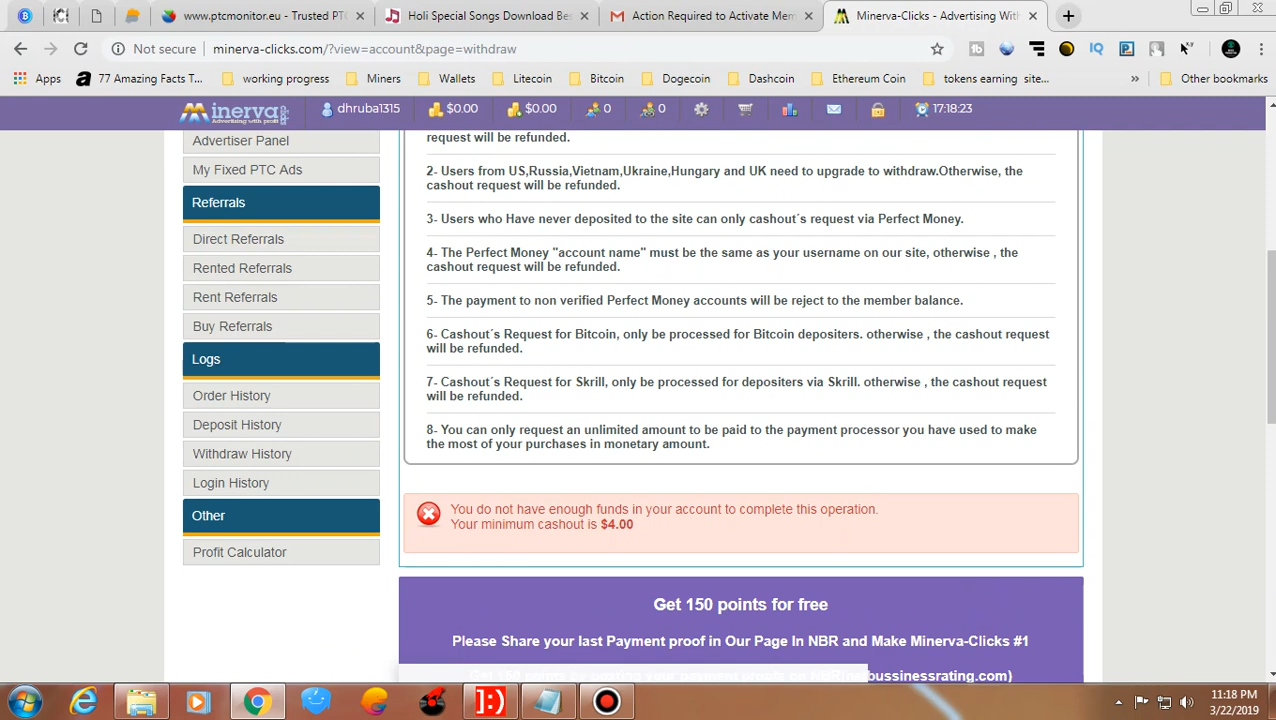 www.ptcmonitor.eu - Trusted PT
Holi Special Songs Download Be
Action Required to Activate Mem
Minerva-Clicks - Advertising With
Not secure
minerva-clicks.com/?view=account&page=withdraw
Apps
77 Amazing Facts T...
working progress
Miners
Wallets
Litecoin
Bitcoin
Dogecoin
Dashcoin
Ethereum Coin
tokens earning site...
Other bookmarks
Minerva
Advertising with profit
dhruba1315
$0.00
$0.00
0
0
17:18:23
Advertiser Panel
My Fixed PTC Ads
Referrals
Direct Referrals
Rented Referrals
Rent Referrals
Buy Referrals
Logs
Order History
Deposit History
Withdraw History
Login History
Other
Profit Calculator
request will be refunded.
2- Users from US,Russia,Vietnam,Ukraine,Hungary and UK need to upgrade to withdraw.Otherwise, the
cashout request will be refunded.
3- Users who Have never deposited to the site can only cashout´s request via Perfect Money.
4- The Perfect Money "account name" must be the same as your username on our site, otherwise , the
cashout request will be refunded.
5- The payment to non verified Perfect Money accounts will be reject to the member balance.
6- Cashout´s Request for Bitcoin, only be processed for Bitcoin depositers. otherwise , the cashout request
will be refunded.
7- Cashout´s Request for Skrill, only be processed for depositers via Skrill. otherwise , the cashout request
will be refunded.
8- You can only request an unlimited amount to be paid to the payment processor you have used to make
the most of your purchases in monetary amount.
You do not have enough funds in your account to complete this operation.
Your minimum cashout is $4.00
Get 150 points for free
Please Share your last Payment proof in Our Page In NBR and Make Minerva-Clicks #1
bussinessrating.com)
11:18 PM
3/22/2019